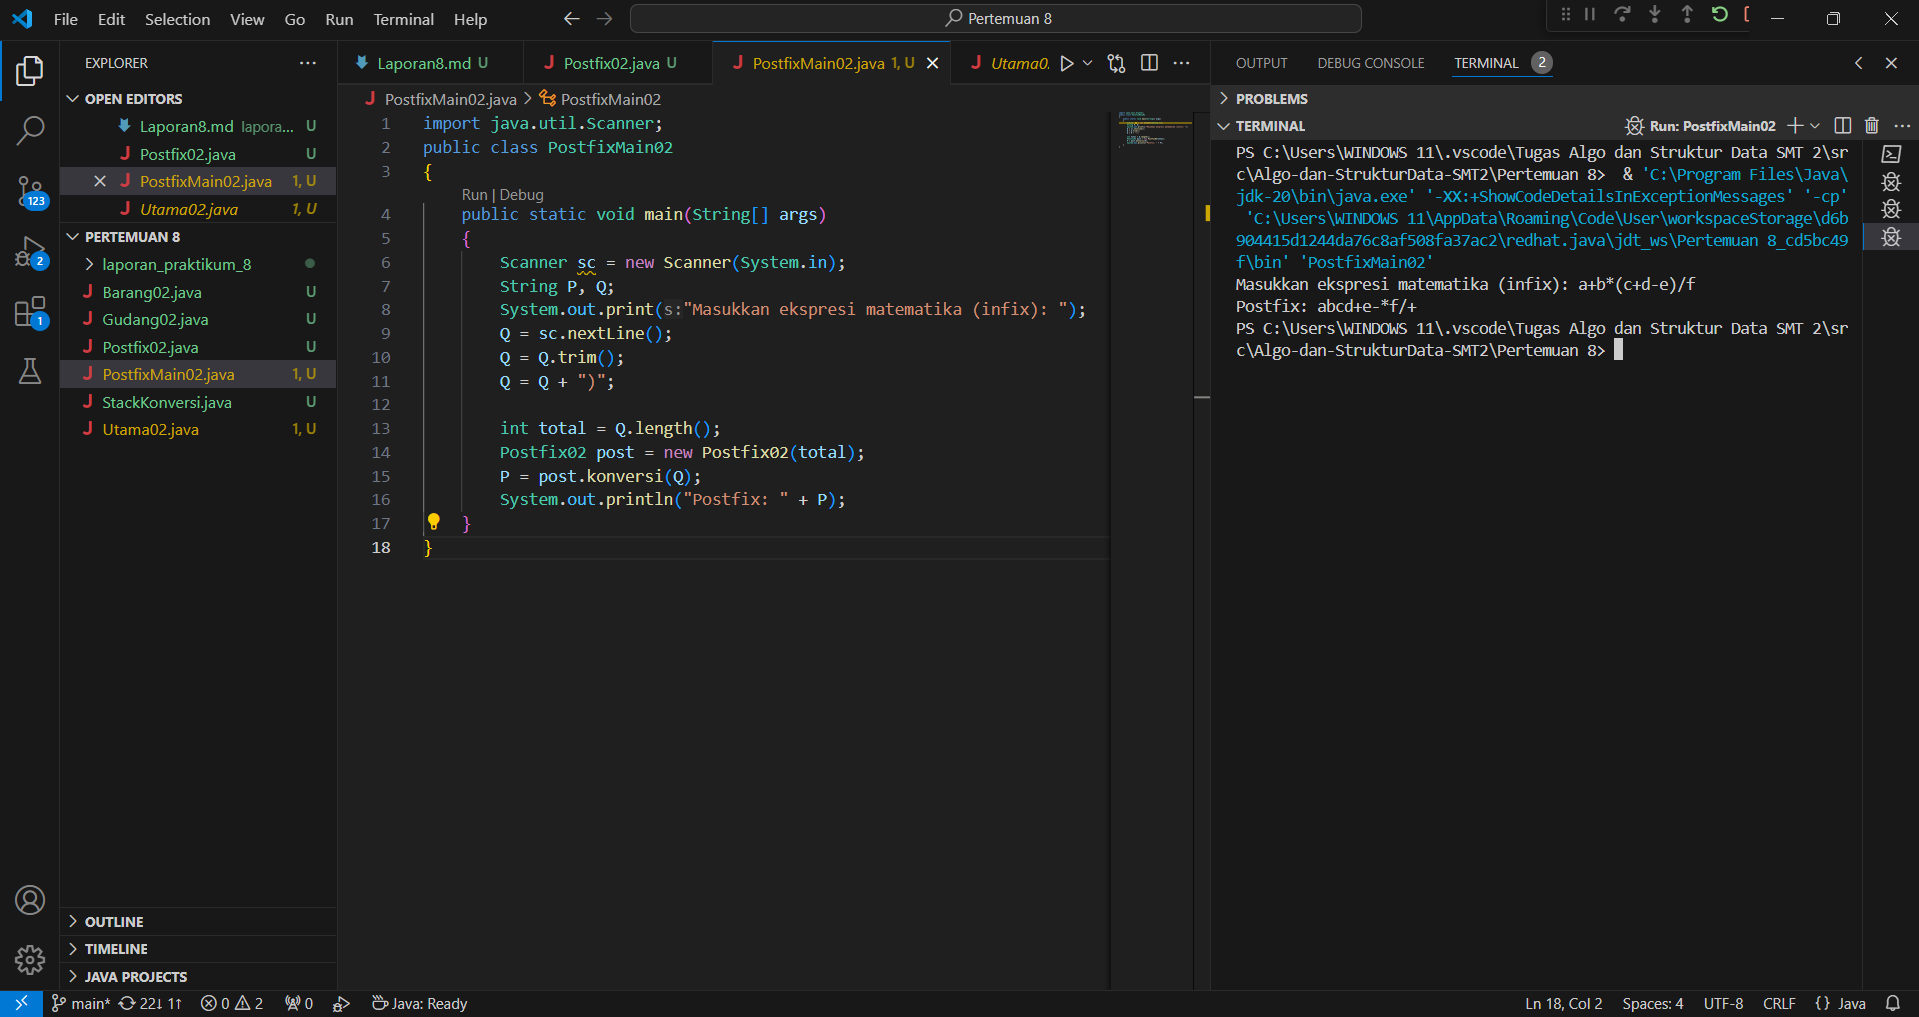 File Edit Selection View Go Run Terminal Help
Pertemuan 8
EXPLORER
OPEN EDITORS
Laporan8.md lapora... U
Postfix02.java U
PostfixMain02.java 1, U
Utama02.java 1, U
PERTEMUAN 8
laporan_praktikum_8
Barang02.java U
Gudang02.java U
Postfix02.java U
PostfixMain02.java 1, U
StackKonversi.java U
Utama02.java 1, U
OUTLINE
TIMELINE
JAVA PROJECTS
123
2
1
Laporan8.md U
Postfix02.java U
PostfixMain02.java 1, U
Utama0.
PostfixMain02.java > PostfixMain02
1 import java.util.Scanner;
2 public class PostfixMain02
3 {
Run | Debug
4 public static void main(String[] args)
5 {
6 Scanner sc = new Scanner(System.in);
7 String P, Q;
8 System.out.print(s:"Masukkan ekspresi matematika (infix): ");
9 Q = sc.nextLine();
10 Q = Q.trim();
11 Q = Q + ")";
12
13 int total = Q.length();
14 Postfix02 post = new Postfix02(total);
15 P = post.konversi(Q);
16 System.out.println("Postfix: " + P);
17 }
18 }
OUTPUT DEBUG CONSOLE TERMINAL 2
PROBLEMS
TERMINAL
Run: PostfixMain02
PS C:\Users\WINDOWS 11\.vscode\Tugas Algo dan Struktur Data SMT 2\sr
c\Algo-dan-StrukturData-SMT2\Pertemuan 8> & 'C:\Program Files\Java\
jdk-20\bin\java.exe' '-XX:+ShowCodeDetailsInExceptionMessages' '-cp'
'C:\Users\WINDOWS 11\AppData\Roaming\Code\User\workspaceStorage\d6b
904415d1244da76c8af508fa37ac2\redhat.java\jdt_ws\Pertemuan 8_cd5bc49
f\bin' 'PostfixMain02'
Masukkan ekspresi matematika (infix): a+b*(c+d-e)/f
Postfix: abcd+e-*f/+
PS C:\Users\WINDOWS 11\.vscode\Tugas Algo dan Struktur Data SMT 2\sr
c\Algo-dan-StrukturData-SMT2\Pertemuan 8>
main* 22↓ 1↑ 0 2 0 Java: Ready
Ln 18, Col 2 Spaces: 4 UTF-8 CRLF {} Java